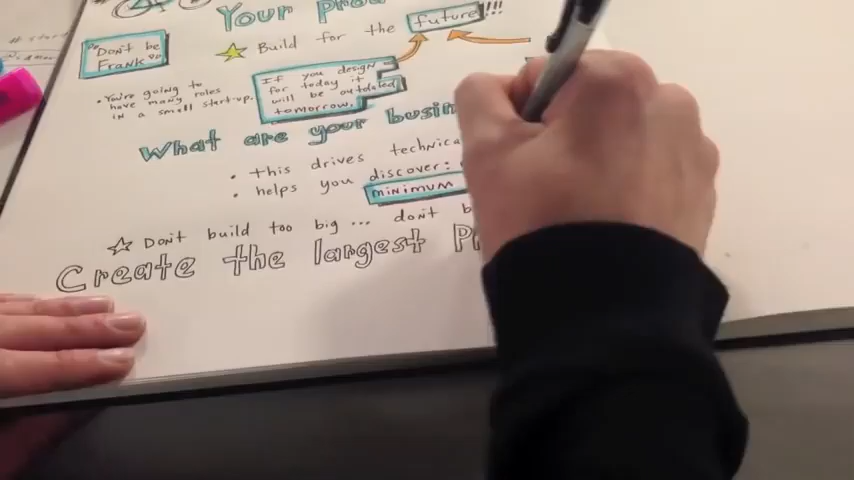 Your
Build for the future!!!
"Don't be
Frank"
• You're going to
have many roles
in a small start-up.
If you design
for today it
will be outdated
tomorrow.
What are your
• this drives
• helps you discover:
minimum
Don't build too big... don't
Create the largest